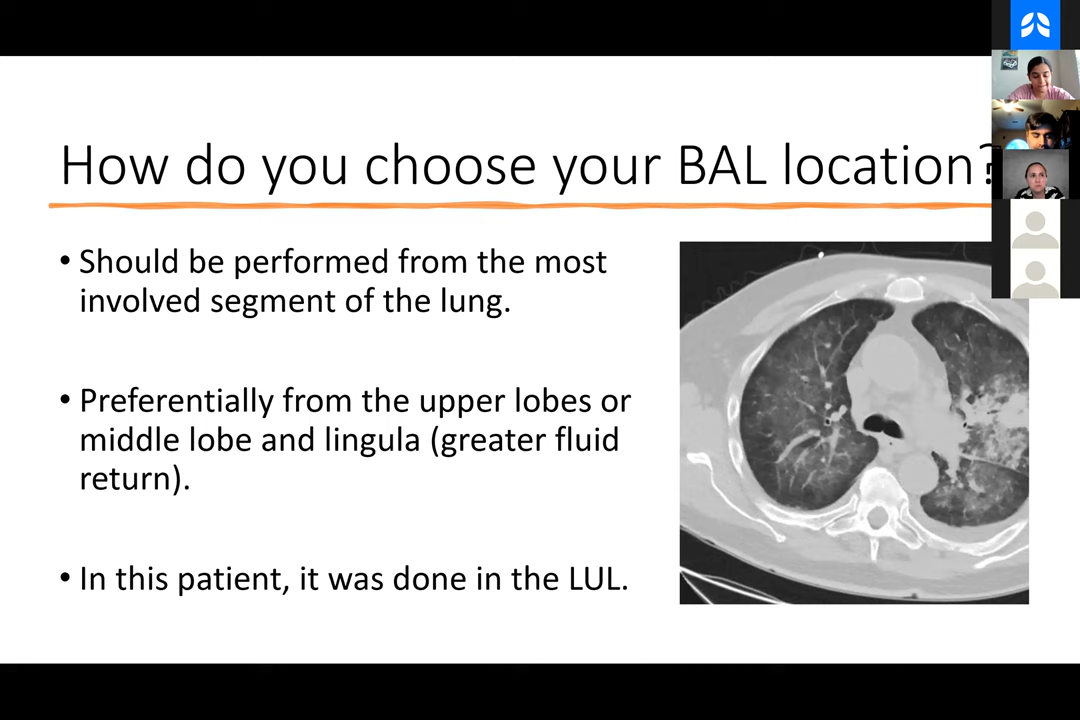 How do you choose your BAL location?
• Should be performed from the most
involved segment of the lung.
• Preferentially from the upper lobes or
middle lobe and lingula (greater fluid
return).
• In this patient, it was done in the LUL.